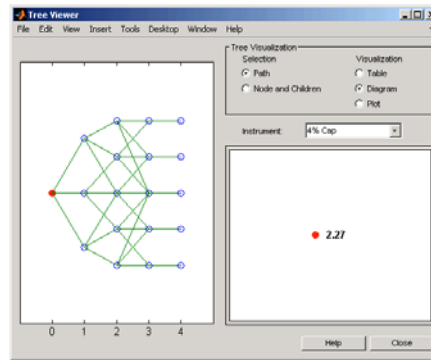 Tree Viewer
File Edit View Insert Tools Desktop Window Help
Tree Visualization
Selection Visualization
Path Table
Node and Children Diagram
Plot
Instrument: 4% Cap
2.27
0 1 2 3 4
Help Close